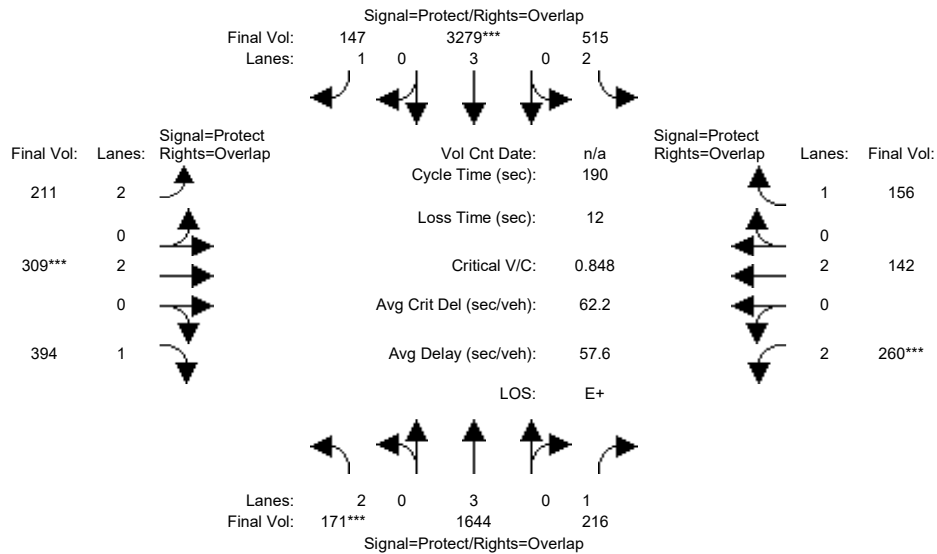 Signal=Protect/Rights=Overlap
Final Vol: 147 3279*** 515
Lanes: 1 0 3 0 2
Signal=Protect Signal=Protect
Final Vol: Lanes: Rights=Overlap Vol Cnt Date: n/a Rights=Overlap Lanes: Final Vol:
Cycle Time (sec): 190
211 2 1 156
Loss Time (sec): 12
0 0
309*** 2 Critical V/C: 0.848 2 142
0 Avg Crit Del (sec/veh): 62.2 0
394 1 Avg Delay (sec/veh): 57.6 2 260***
LOS: E+
Lanes: 2 0 3 0 1
Final Vol: 171*** 1644 216
Signal=Protect/Rights=Overlap